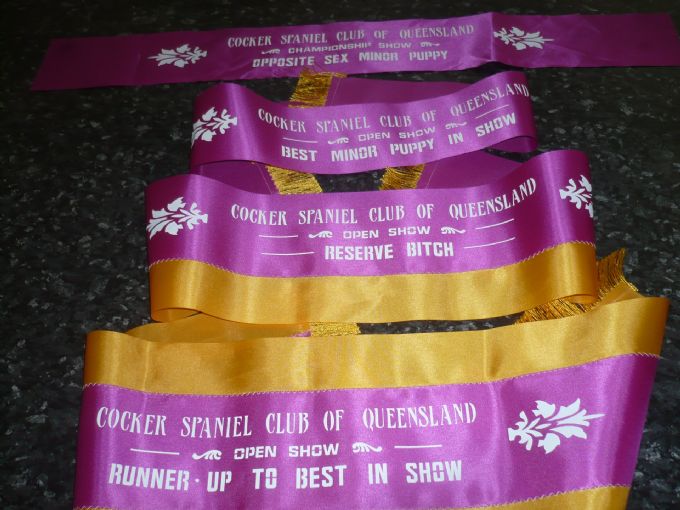 COCKER SPANIEL CLUB OF QUEENSLAND
CHAMPIONSHIP SHOW
OPPOSITE SEX MINOR PUPPY
COCKER SPANIEL CLUB OF QUEENSLAND
OPEN SHOW
BEST MINOR PUPPY IN SHOW
COCKER SPANIEL CLUB OF QUEENSLAND
OPEN SHOW
RESERVE BITCH
COCKER SPANIEL CLUB OF QUEENSLAND
OPEN SHOW
RUNNER-UP TO BEST IN SHOW